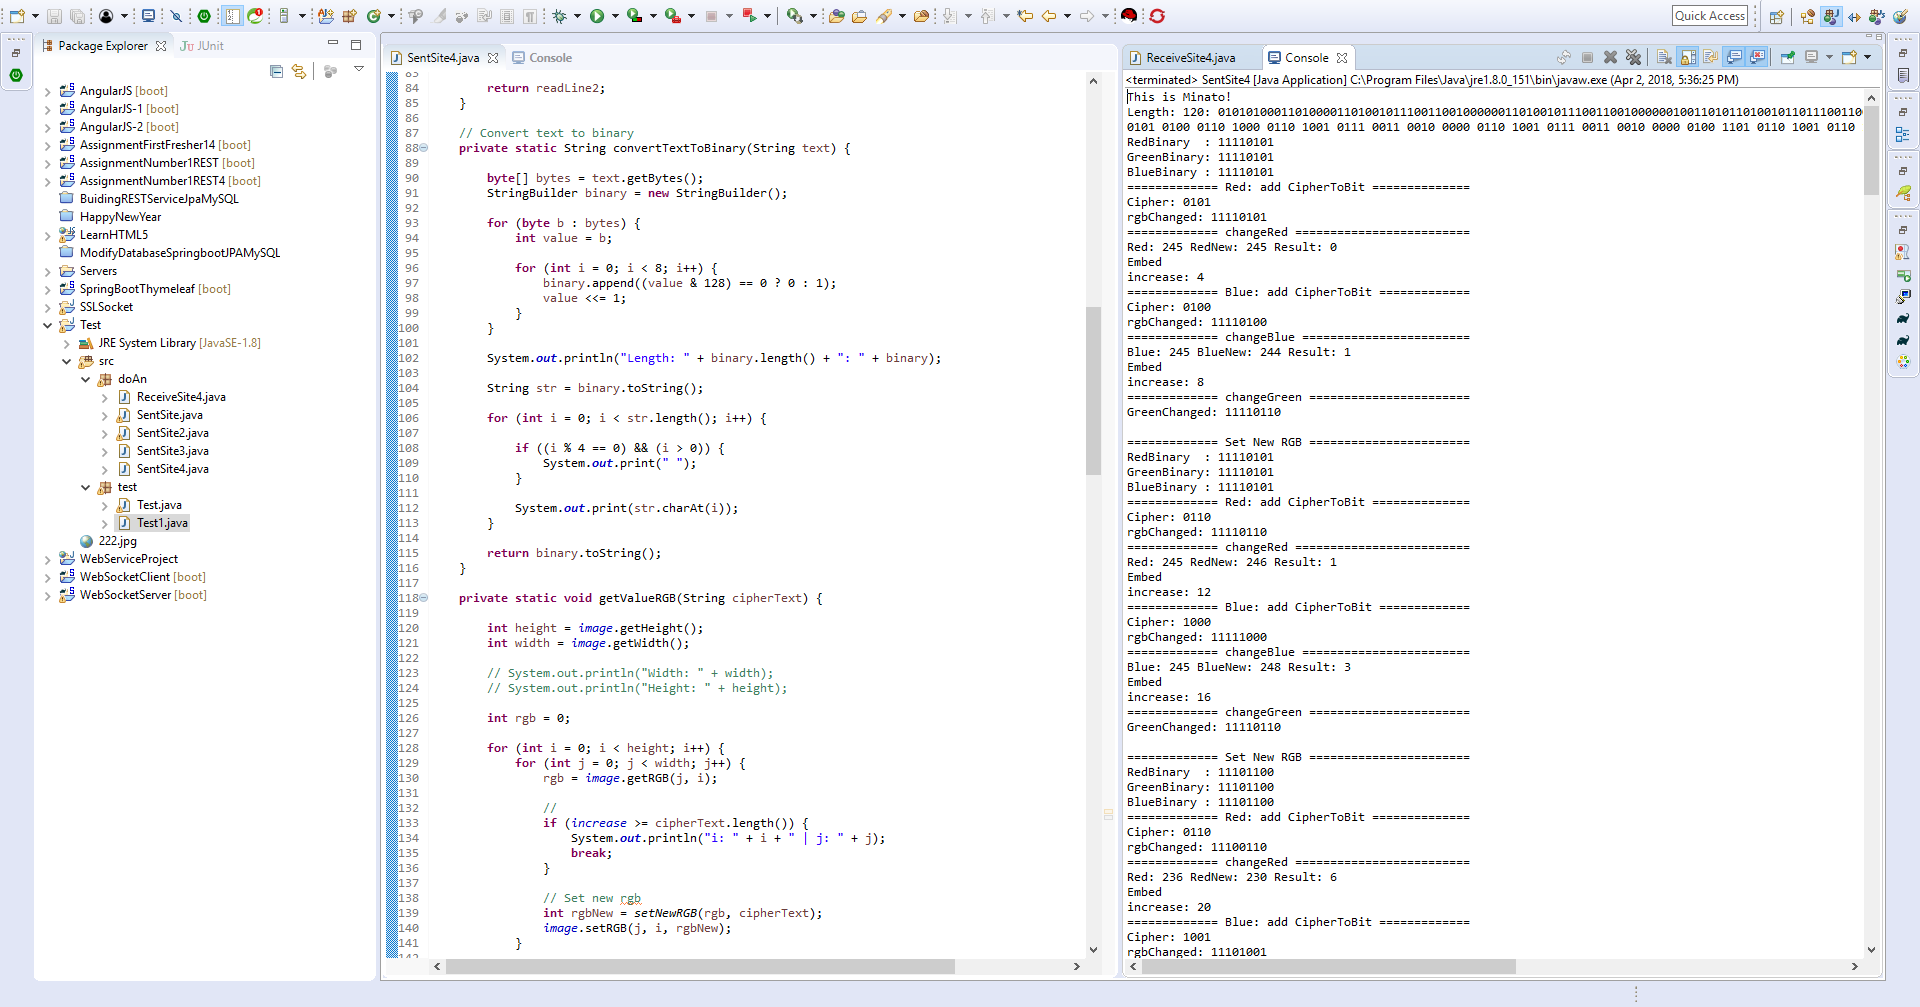 Quick Access
Package Explorer
JUnit
AngularJS [boot]
AngularJS-1 [boot]
AngularJS-2 [boot]
AssignmentFirstFresher14 [boot]
AssignmentNumber1REST [boot]
AssignmentNumber1REST4 [boot]
BuidingRESTServiceJpaMySQL
HappyNewYear
LearnHTML5
ModifyDatabaseSpringbootJPAMySQL
Servers
SpringBootThymeleaf [boot]
SSLSocket
Test
JRE System Library [JavaSE-1.8]
src
doAn
ReceiveSite4.java
SentSite.java
SentSite2.java
SentSite3.java
SentSite4.java
test
Test.java
Test1.java
222.jpg
WebServiceProject
WebSocketClient [boot]
WebSocketServer [boot]
SentSite4.java
Console
83
84 return readLine2;
85 }
86
87 // Convert text to binary
88 private static String convertTextToBinary(String text) {
89
90 byte[] bytes = text.getBytes();
91 StringBuilder binary = new StringBuilder();
92
93 for (byte b : bytes) {
94 int value = b;
95
96 for (int i = 0; i < 8; i++) {
97 binary.append((value & 128) == 0 ? 0 : 1);
98 value <<= 1;
99 }
100 }
101
102 System.out.println("Length: " + binary.length() + ": " + binary);
103
104 String str = binary.toString();
105
106 for (int i = 0; i < str.length(); i++) {
107
108 if ((i % 4 == 0) && (i > 0)) {
109 System.out.print(" ");
110 }
111
112 System.out.print(str.charAt(i));
113 }
114
115 return binary.toString();
116 }
117
118 private static void getValueRGB(String cipherText) {
119
120 int height = image.getHeight();
121 int width = image.getWidth();
122
123 // System.out.println("Width: " + width);
124 // System.out.println("Height: " + height);
125
126 int rgb = 0;
127
128 for (int i = 0; i < height; i++) {
129 for (int j = 0; j < width; j++) {
130 rgb = image.getRGB(j, i);
131
132 //
133 if (increase >= cipherText.length()) {
134 System.out.println("i: " + i + " | j: " + j);
135 break;
136 }
137
138 // Set new rgb
139 int rgbNew = setNewRGB(rgb, cipherText);
140 image.setRGB(j, i, rgbNew);
141 }
142
ReceiveSite4.java
Console
<terminated> SentSite4 [Java Application] C:\Program Files\Java\jre1.8.0_151\bin\javaw.exe (Apr 2, 2018, 5:36:25 PM)
This is Minato!
Length: 120:
0101 0100 0110 1000 0110 1001 0111 0011 0010 0000 0110 1001 0111 0011 0010 0000 0100 1101 0110 1001 0110
RedBinary : 11110101
GreenBinary: 11110101
BlueBinary : 11110101
============= Red: add CipherToBit ==============
Cipher: 0101
rgbChanged: 11110101
============= changeRed =======================
Red: 245 RedNew: 245 Result: 0
Embed
increase: 4
============= Blue: add CipherToBit =============
Cipher: 0100
rgbChanged: 11110100
============= changeBlue ======================
Blue: 245 BlueNew: 244 Result: 1
Embed
increase: 8
============= changeGreen =======================
GreenChanged: 11110110
============= Set New RGB =======================
RedBinary : 11110101
GreenBinary: 11110101
BlueBinary : 11110101
============= Red: add CipherToBit ==============
Cipher: 0110
rgbChanged: 11110110
============= changeRed =======================
Red: 245 RedNew: 246 Result: 1
Embed
increase: 12
============= Blue: add CipherToBit =============
Cipher: 1000
rgbChanged: 11111000
============= changeBlue ======================
Blue: 245 BlueNew: 248 Result: 3
Embed
increase: 16
============= changeGreen =======================
GreenChanged: 11110110
============= Set New RGB =======================
RedBinary : 11101100
GreenBinary: 11101100
BlueBinary : 11101100
============= Red: add CipherToBit ==============
Cipher: 0110
rgbChanged: 11100110
============= changeRed =======================
Red: 236 RedNew: 230 Result: 6
Embed
increase: 20
============= Blue: add CipherToBit =============
Cipher: 1001
rgbChanged: 11101001